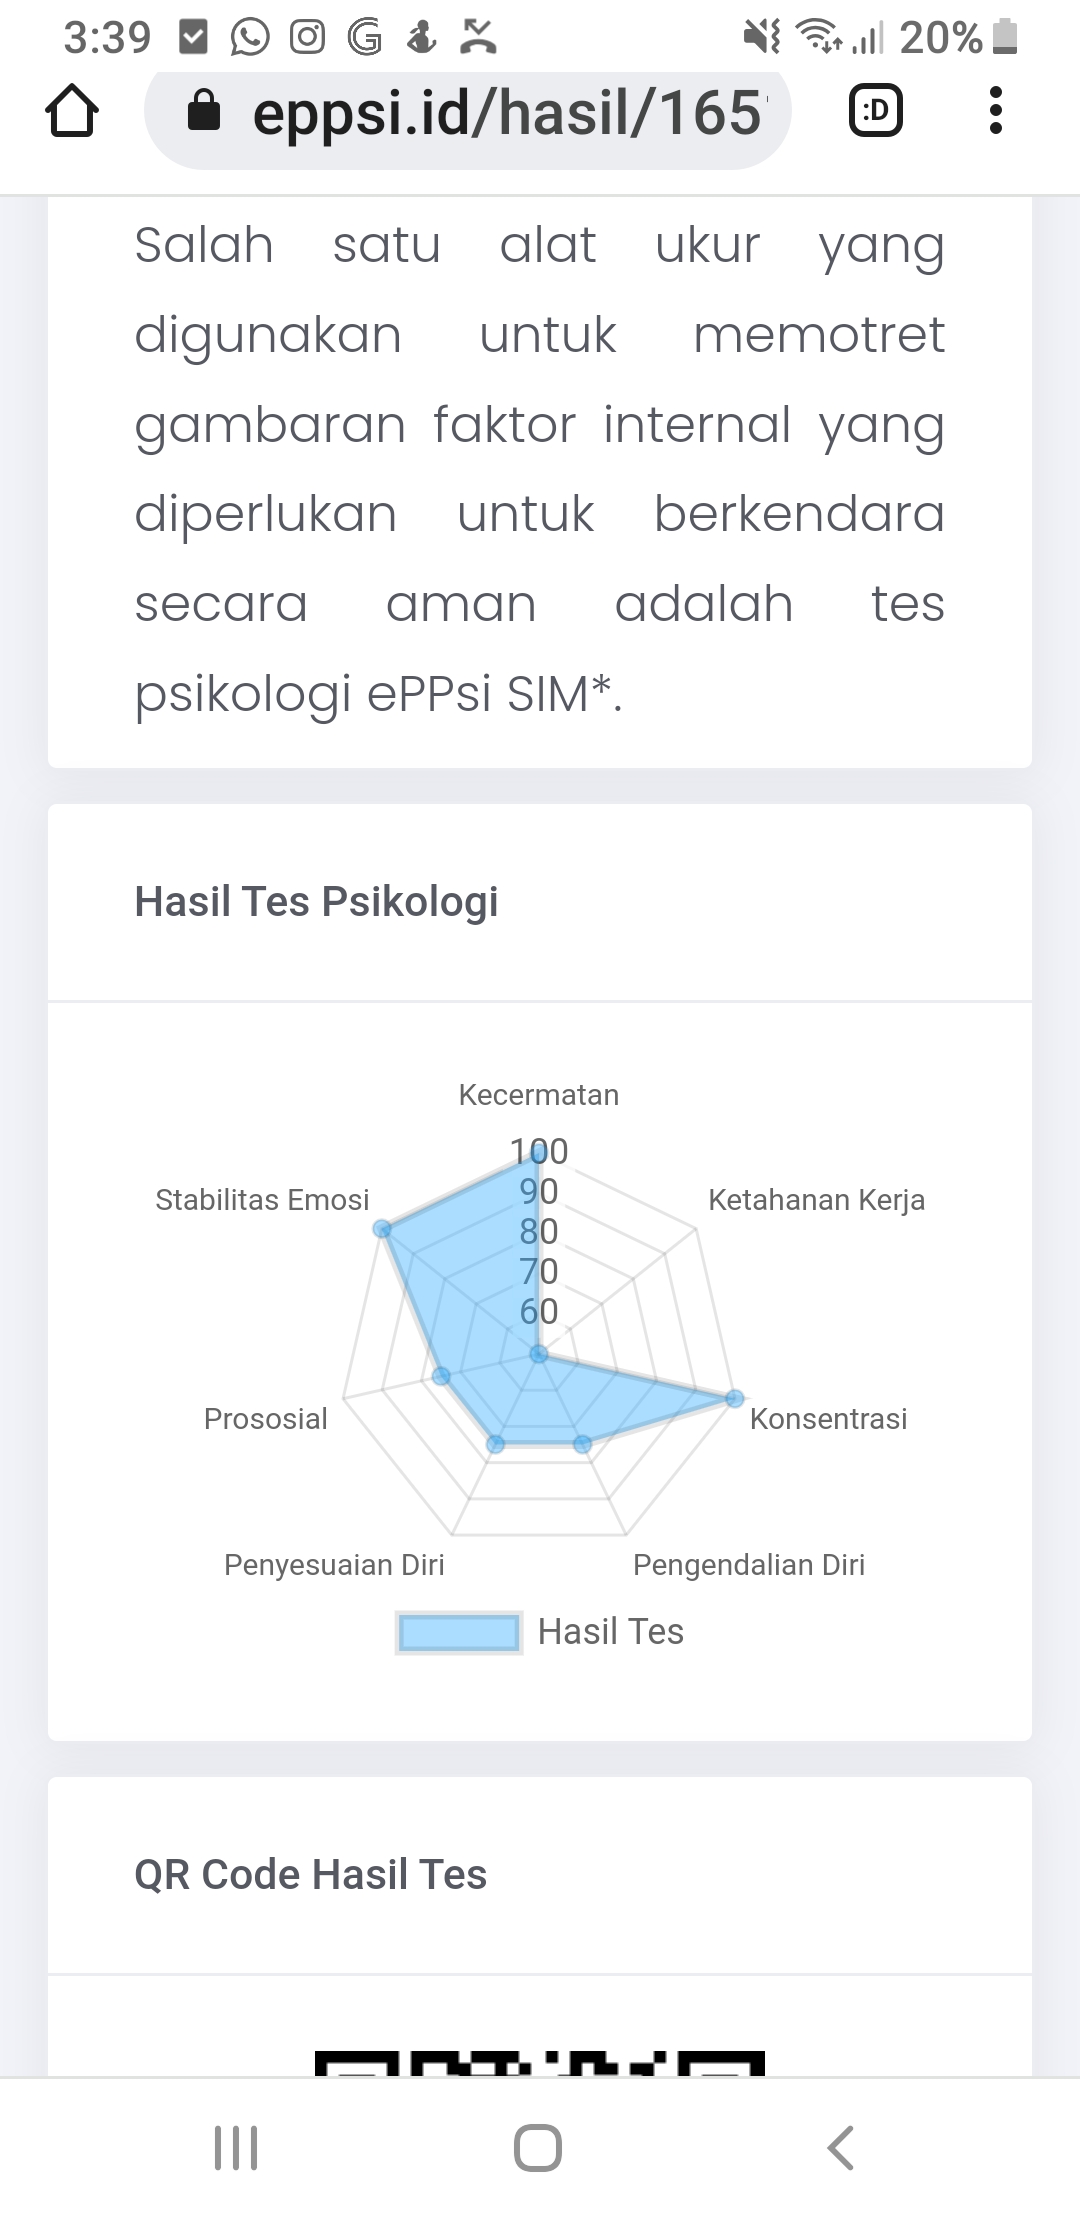 3:39
20%
eppsi.id/hasil/165
:D
Salah satu alat ukur yang
digunakan untuk memotret
gambaran faktor internal yang
diperlukan untuk berkendara
secara aman adalah tes
psikologi ePPsi SIM*.
Hasil Tes Psikologi
Kecermatan
100
90
80
70
60
Stabilitas Emosi
Ketahanan Kerja
Prososial
Konsentrasi
Penyesuaian Diri
Pengendalian Diri
Hasil Tes
QR Code Hasil Tes